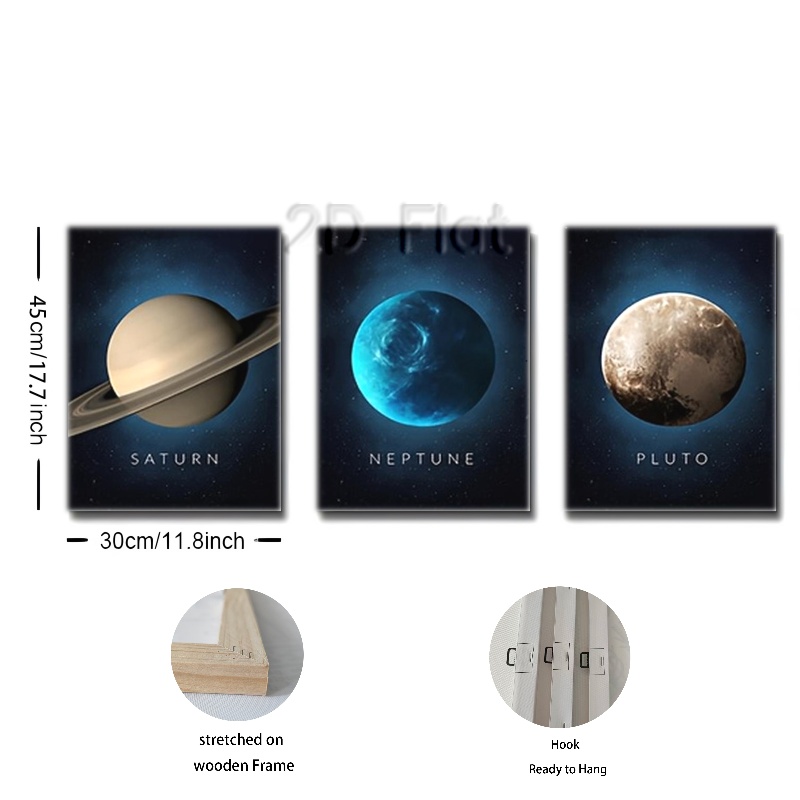 2D Flat
45cm/17.7inch
SATURN
NEPTUNE
PLUTO
30cm/11.8inch
stretched on
wooden Frame
Hook
Ready to Hang